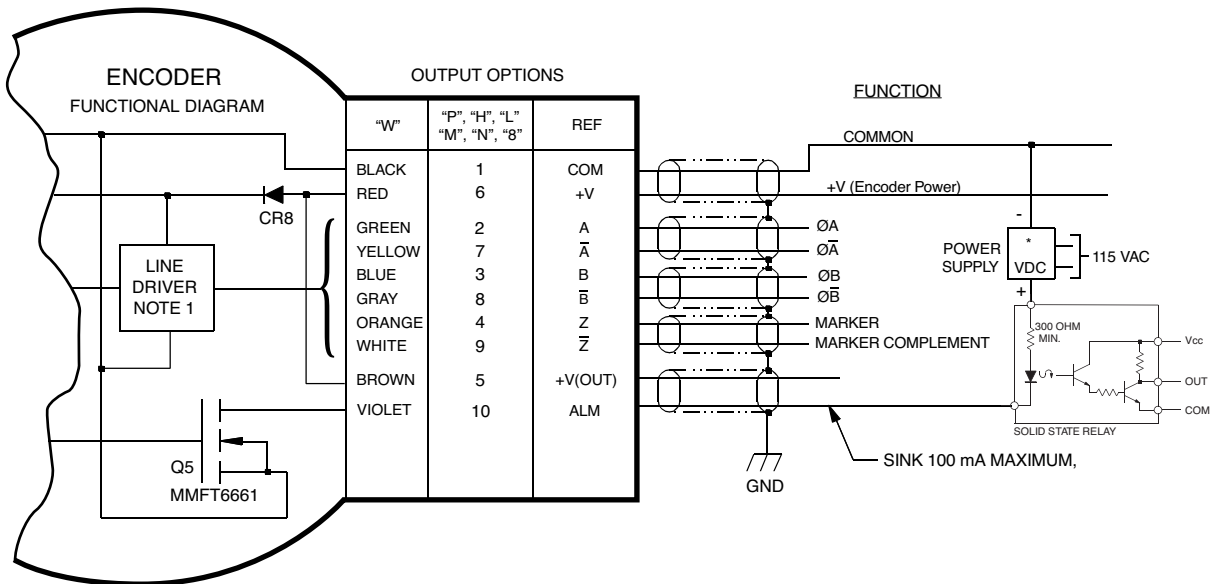 ENCODER
FUNCTIONAL DIAGRAM
OUTPUT OPTIONS
FUNCTION
"W"
"P", "H", "L"
"M", "N", "8"
REF
BLACK 1 COM
RED 6 +V
GREEN 2 A
YELLOW 7 A̅
BLUE 3 B
GRAY 8 B̅
ORANGE 4 Z
WHITE 9 Z̅
BROWN 5 +V(OUT)
VIOLET 10 ALM
CR8
LINE
DRIVER
NOTE 1
Q5
MMFT6661
COMMON
+V (Encoder Power)
ØA
ØA̅
ØB
ØB̅
MARKER
MARKER COMPLEMENT
GND
SINK 100 mA MAXIMUM,
-
POWER
SUPPLY
*
VDC
115 VAC
+
300 OHM
MIN.
Vcc
OUT
COM
SOLID STATE RELAY